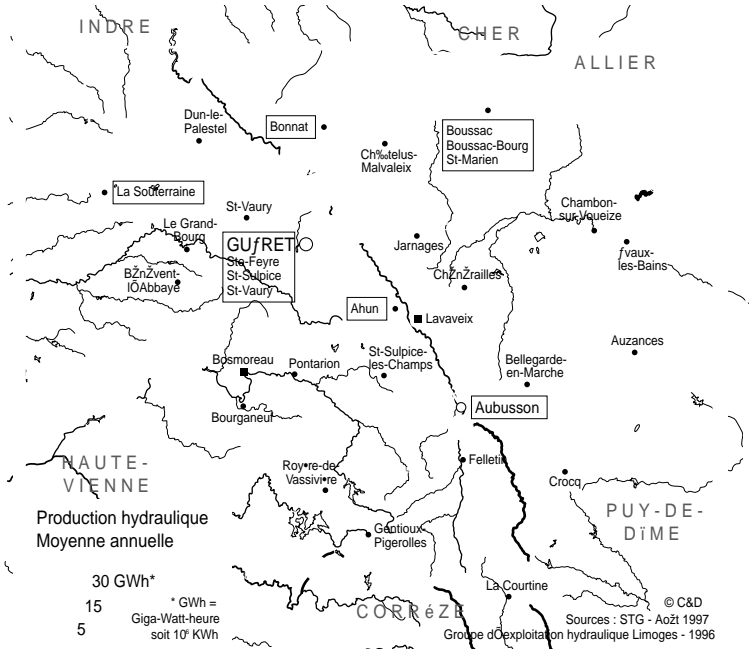 INDRE
CHER
ALLIER
Dun-le-
Palestel
Bonnat
Boussac
Boussac-Bourg
St-Marien
Ch‰telus-
Malvaleix
La Souterraine
St-Vaury
Chambon-
sur-Voueize
Le Grand-
Bourg
GUƒRET
Ste-Feyre
St-Sulpice
St-Vaury
Jarnages
ƒvaux-
les-Bains
BŽnŽvent-
lÕAbbaye
ChŽnŽrailles
Ahun
Lavaveix
Auzances
Bosmoreau
Pontarion
St-Sulpice-
les-Champs
Bellegarde-
en-Marche
Aubusson
Bourganeuf
HAUTE-
VIENNE
Roy•re-de-
Vassivi•re
Felletin
Crocq
PUY-DE-
DïME
Production hydraulique
Moyenne annuelle
Gentioux-
Pigerolles
30 GWh*
15
5
* GWh =
Giga-Watt-heure
soit 10⁶ KWh
La Courtine
CORRéZE
© C&D
Sources : STG - Aožt 1997
Groupe dÕexploitation hydraulique Limoges - 1996